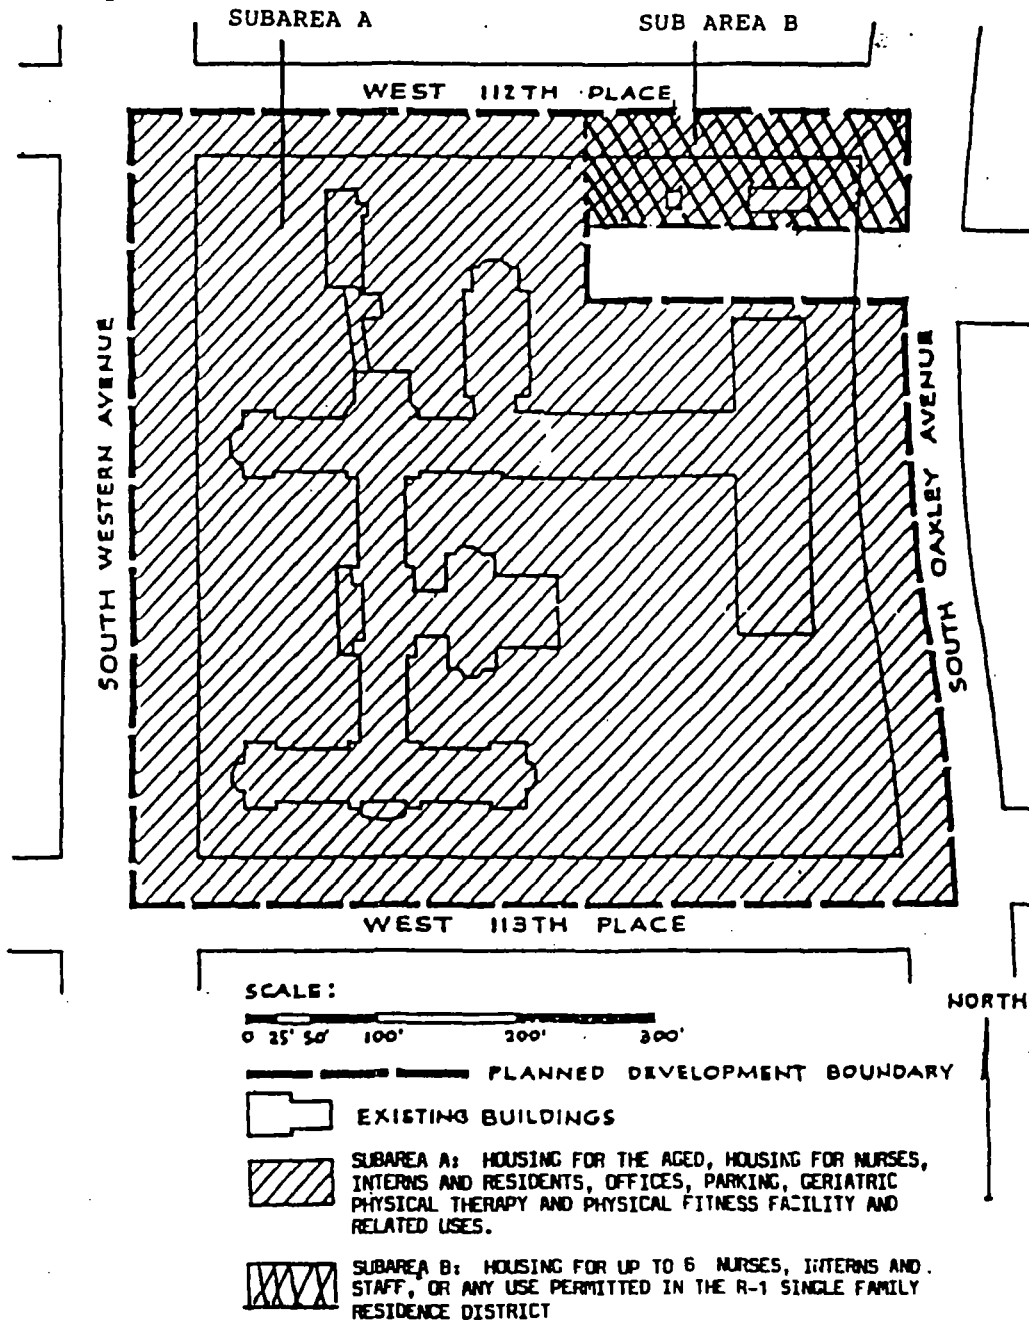 SUBAREA A
SUB AREA B
WEST 112TH PLACE
SOUTH WESTERN AVENUE
SOUTH OAKLEY AVENUE
WEST 113TH PLACE
SCALE:
0 25' 50' 100' 200' 300'
NORTH
PLANNED DEVELOPMENT BOUNDARY
EXISTING BUILDINGS
SUBAREA A: HOUSING FOR THE AGED, HOUSING FOR NURSES,
INTERNS AND RESIDENTS, OFFICES, PARKING, GERIATRIC
PHYSICAL THERAPY AND PHYSICAL FITNESS FACILITY AND
RELATED USES.
SUBAREA B: HOUSING FOR UP TO 6 NURSES, INTERNS AND
STAFF, OR ANY USE PERMITTED IN THE R-1 SINGLE FAMILY
RESIDENCE DISTRICT